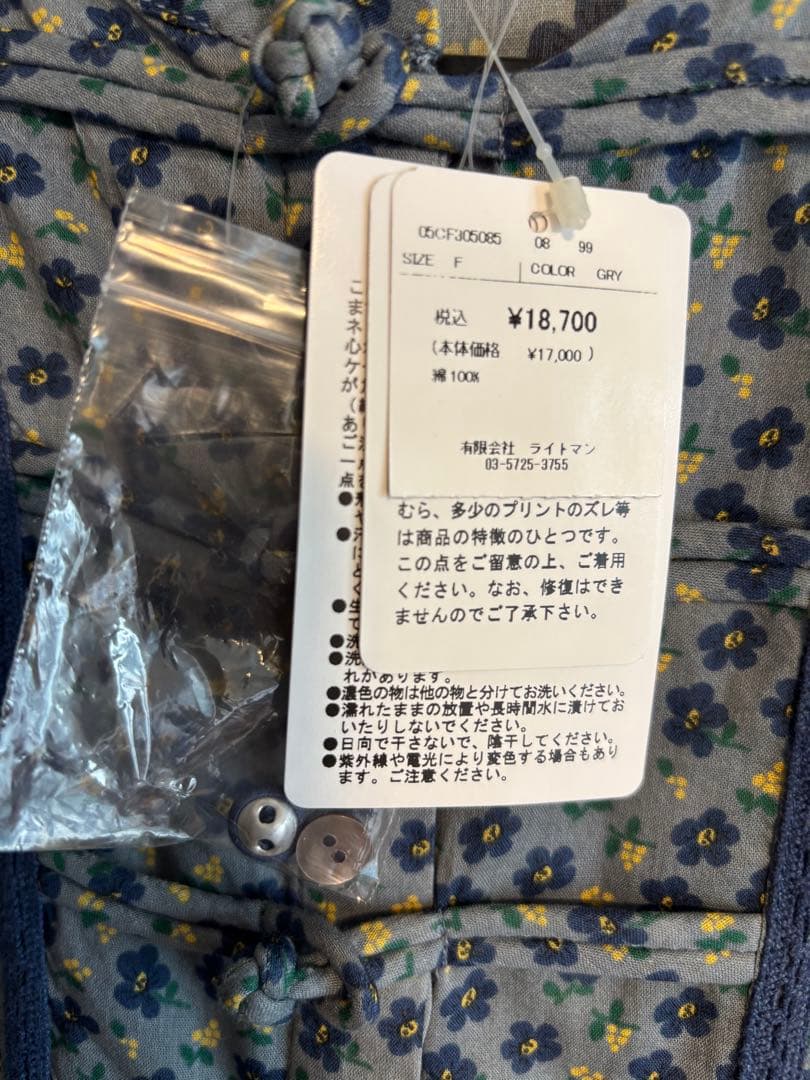 05CF305085 08 99
SIZE F COLOR GRY
税込 ¥18,700
(本体価格 ¥17,000 )
綿100%
有限会社 ライトマン
03-5725-3755
むら、多少のプリントのズレ等
は商品の特徴のひとつです。
この点をご留意の上、ご着用
ください。なお、修復はでき
ませんのでご了承下さい。
れがあります。
●濃色の物は他の物と分けてお洗いください。
●濡れたままの放置や長時間水に漬けてお
いたりしないでください。
●日向で干さないで、陰干してください。
●紫外線や電光により変色する場合もあり
ます。ご注意ください。